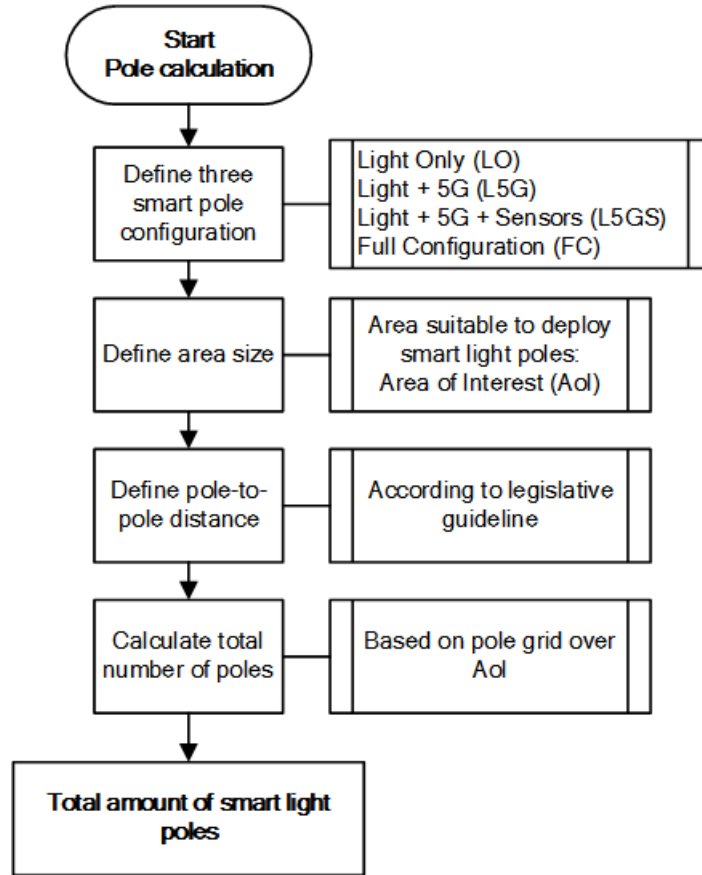 Start
Pole calculation
Define three
smart pole
configuration
Light Only (LO)
Light + 5G (L5G)
Light + 5G + Sensors (L5GS)
Full Configuration (FC)
Define area size
Area suitable to deploy
smart light poles:
Area of Interest (AoI)
Define pole-to-
pole distance
According to legislative
guideline
Calculate total
number of poles
Based on pole grid over
AoI
Total amount of smart light
poles